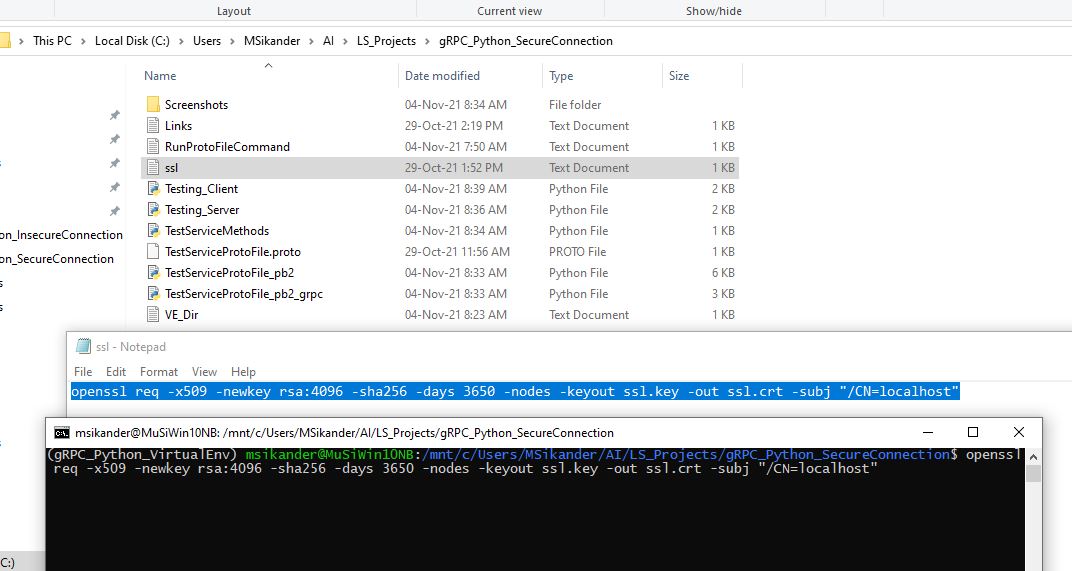 Layout Current view Show/hide
This PC > Local Disk (C:) > Users > MSikander > AI > LS_Projects > gRPC_Python_SecureConnection
Name Date modified Type Size
Screenshots 04-Nov-21 8:34 AM File folder
Links 29-Oct-21 2:19 PM Text Document 1 KB
RunProtoFileCommand 04-Nov-21 7:50 AM Text Document 1 KB
ssl 29-Oct-21 1:52 PM Text Document 1 KB
Testing_Client 04-Nov-21 8:39 AM Python File 2 KB
Testing_Server 04-Nov-21 8:36 AM Python File 2 KB
TestServiceMethods 04-Nov-21 8:34 AM Python File 1 KB
TestServiceProtoFile.proto 29-Oct-21 11:56 AM PROTO File 1 KB
TestServiceProtoFile_pb2 04-Nov-21 8:33 AM Python File 6 KB
TestServiceProtoFile_pb2_grpc 04-Nov-21 8:33 AM Python File 3 KB
VE_Dir 04-Nov-21 8:23 AM Text Document 1 KB
on_InsecureConnection
on_SecureConnection
s
s
ssl - Notepad
File Edit Format View Help
openssl req -x509 -newkey rsa:4096 -sha256 -days 3650 -nodes -keyout ssl.key -out ssl.crt -subj "/CN=localhost"
msikander@MuSiWin10NB: /mnt/c/Users/MSikander/AI/LS_Projects/gRPC_Python_SecureConnection
(gRPC_Python_VirtualEnv) msikander@MuSiWin10NB:/mnt/c/Users/MSikander/AI/LS_Projects/gRPC_Python_SecureConnection$ openssl
req -x509 -newkey rsa:4096 -sha256 -days 3650 -nodes -keyout ssl.key -out ssl.crt -subj "/CN=localhost"
C:)